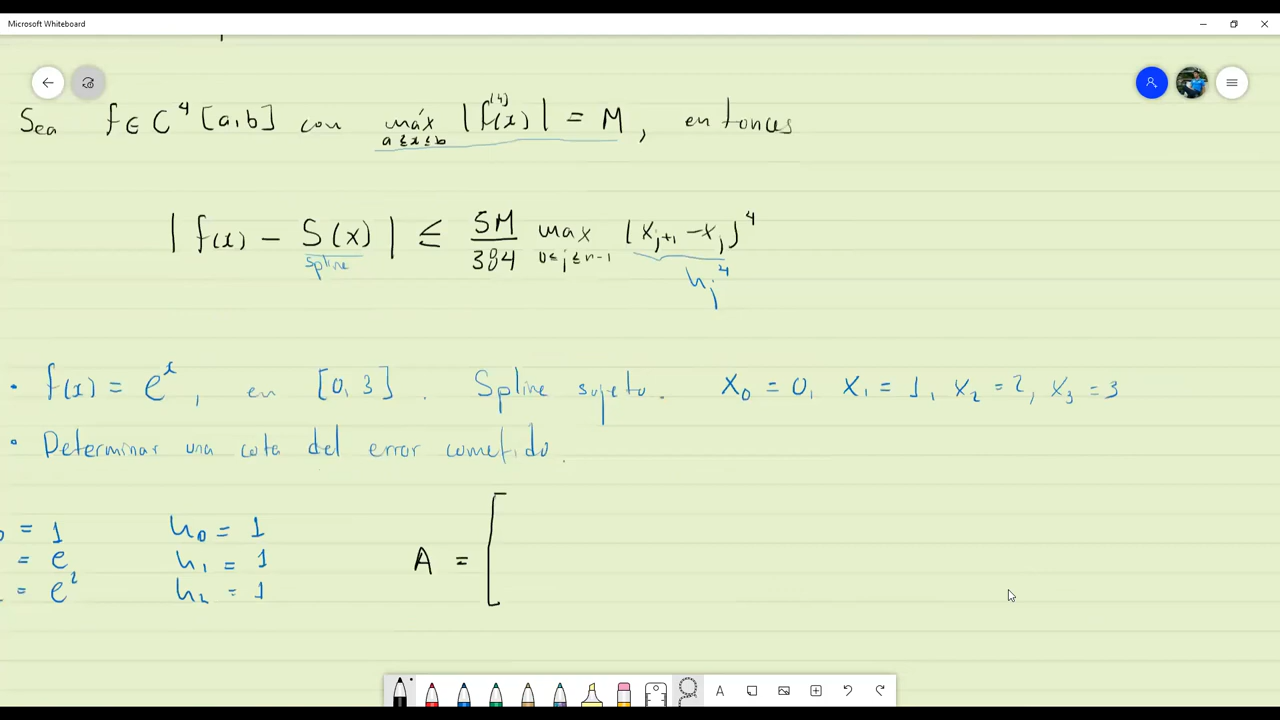 Microsoft Whiteboard
Sea f ∈ C⁴ [a,b] con máx a≤x≤b |f⁽⁴⁾(x)| = M, entonces
|f(x) − S(x)| ≤ 5M/384 max 0≤j≤n−1 (xⱼ₊₁ − xⱼ)⁴
Spline hⱼ⁴
• f(x) = eˣ, en [0, 3]. Spline sujeto. X₀ = 0, X₁ = 1, X₂ = 2, X₃ = 3
• Determinar una cota del error cometido.
0 = 1 h₀ = 1
= e h₁ = 1 A = [
= e² h₂ = 1
A